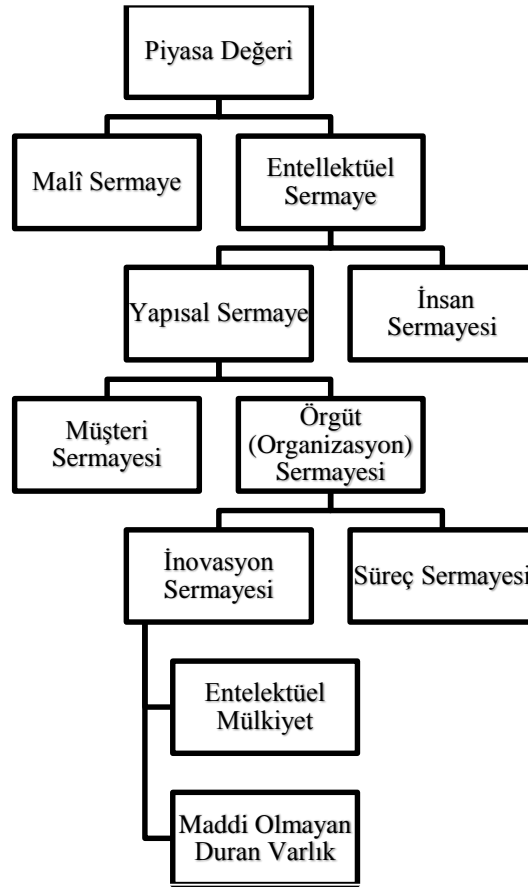 Piyasa Değeri
Malî Sermaye
Entellektüel
Sermaye
Yapısal Sermaye
İnsan
Sermayesi
Müşteri
Sermayesi
Örgüt
(Organizasyon)
Sermayesi
İnovasyon
Sermayesi
Süreç Sermayesi
Entelektüel
Mülkiyet
Maddi Olmayan
Duran Varlık